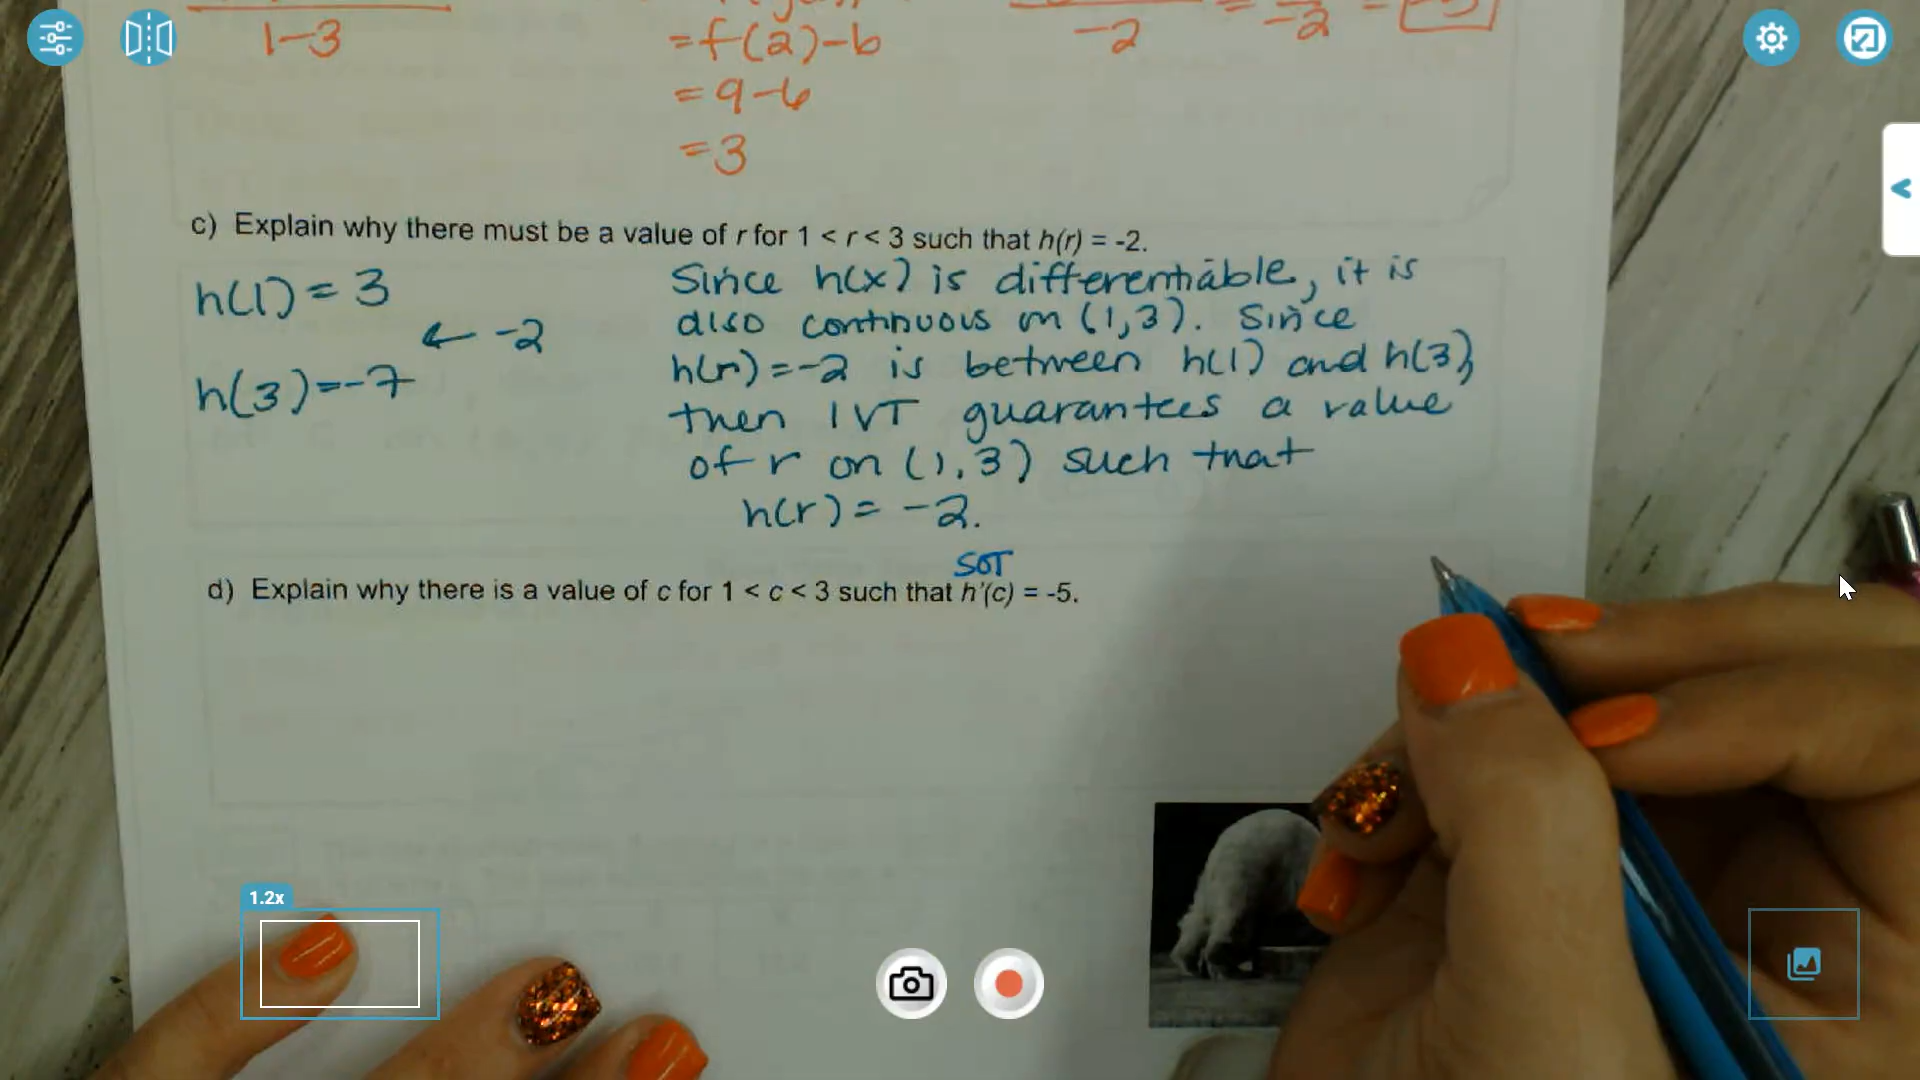 1-3
=f(2)-6
-2
-2
=9-6
=3
c) Explain why there must be a value of r for 1 < r < 3 such that h(r) = -2.
h(1)=3
← -2
h(3)=-7
Since h(x) is differentiable, it is
also continuous on (1,3). Since
h(r)=-2 is between h(1) and h(3),
then IVT guarantees a value
of r on (1,3) such that
h(r) = -2.
SOT
d) Explain why there is a value of c for 1 < c < 3 such that h'(c) = -5.
1.2x